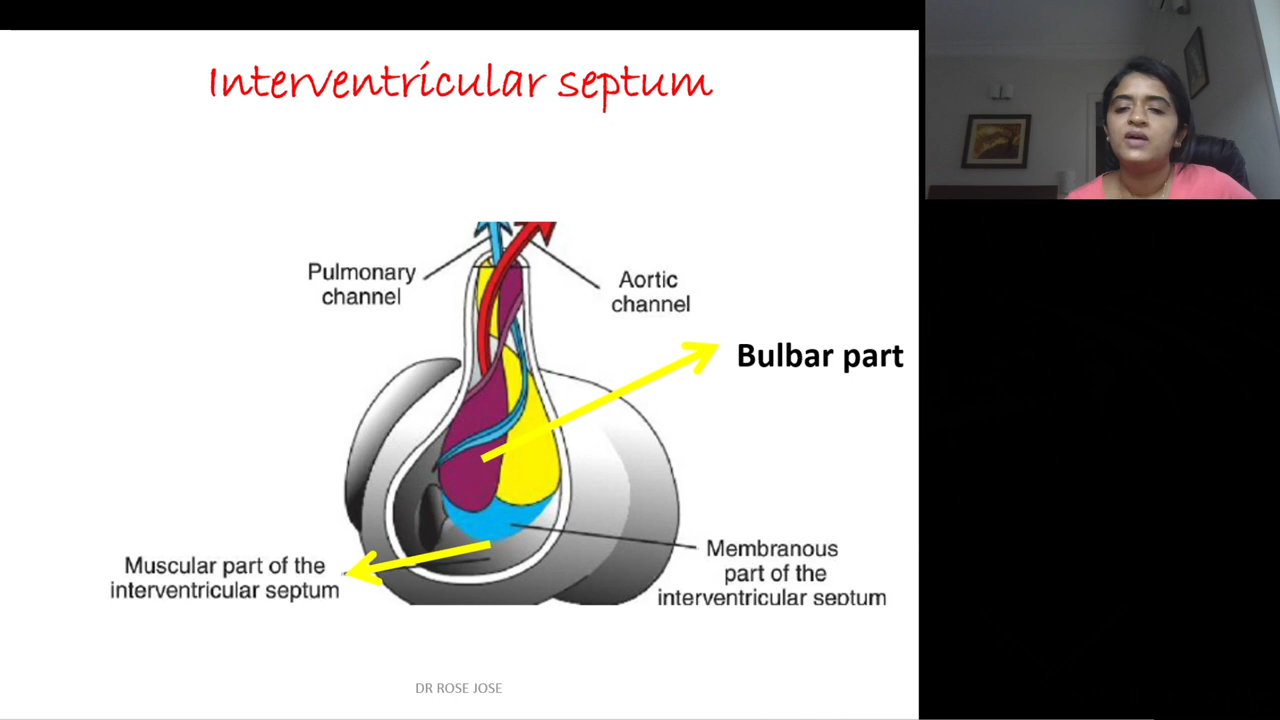 Interventricular septum
Pulmonary
channel
Aortic
channel
Bulbar part
Muscular part of the
interventricular septum
Membranous
part of the
interventricular septum
DR ROSE JOSE